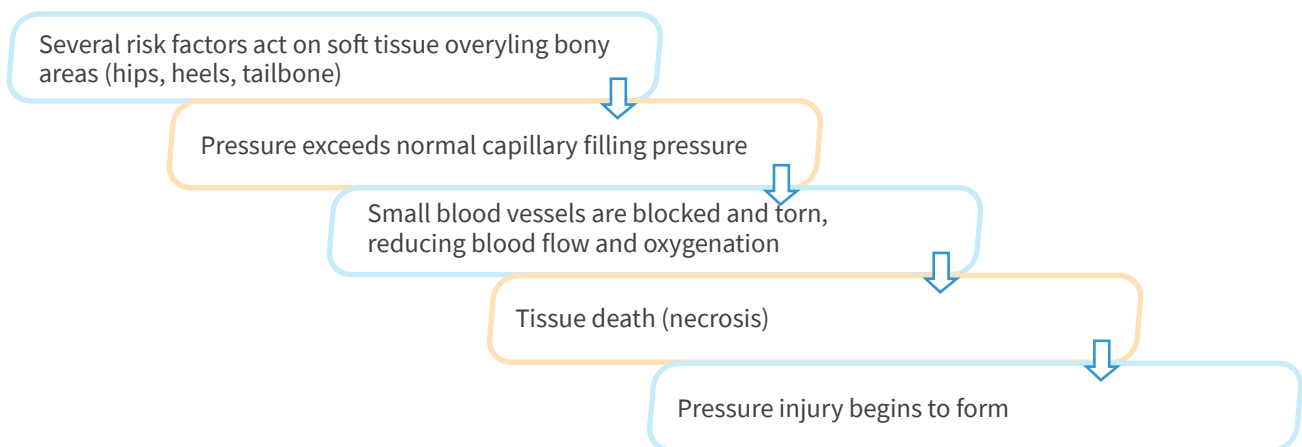 Several risk factors act on soft tissue overyling bony
areas (hips, heels, tailbone)
Pressure exceeds normal capillary filling pressure
Small blood vessels are blocked and torn,
reducing blood flow and oxygenation
Tissue death (necrosis)
Pressure injury begins to form